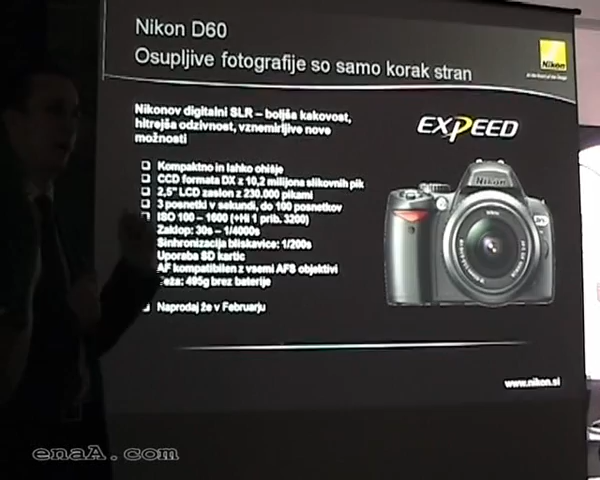 Nikon D60
Osupljive fotografije so samo korak stran
Nikon
Nikonov digitalni SLR – boljša kakovost,
hitrejša odzivnost, vznemirljive nove
možnosti
EXPEED
Kompaktno in lahko ohišje
CCD formata DX z 10,2 milijona slikovnih pik
2,5" LCD zaslon z 230.000 pikami
3 posnetki v sekundi, do 100 posnetkov
ISO 100 – 1600 (+Hi 1 prib. 3200)
Zaklop: 30s – 1/4000s
Sinhronizacija bliskavice: 1/200s
Uporaba SD kartic
AF kompatibilen z vsemi AFS objektivi
495g brez baterije
Naprodaj že v Februarju
Nikon
www.nikon.si
enaA.com